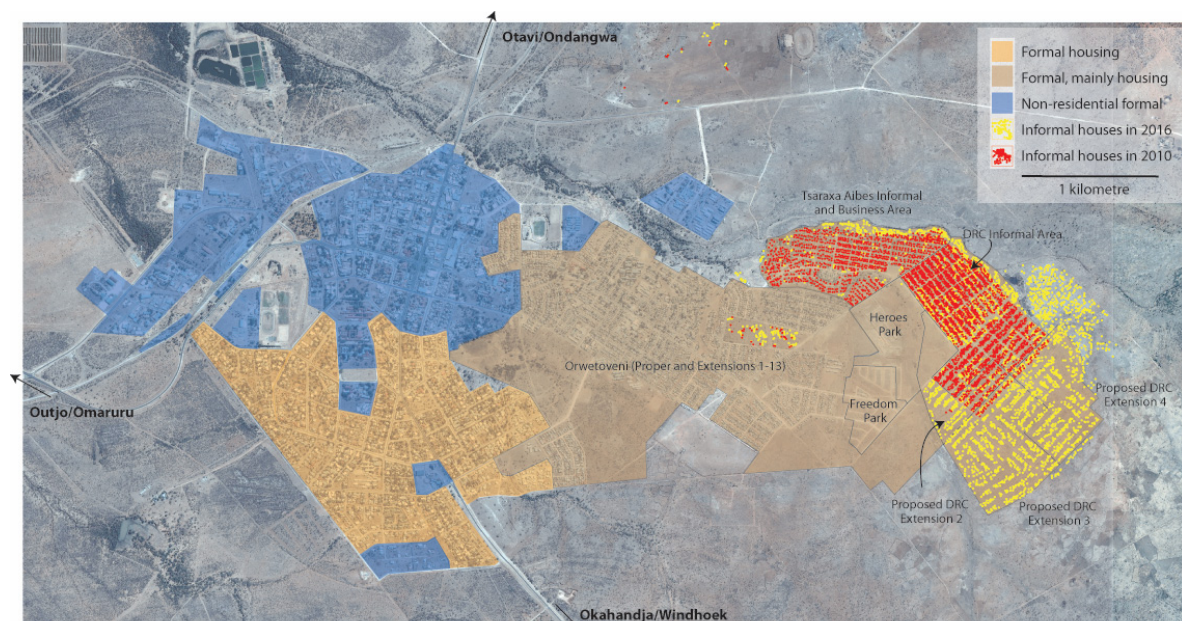 Otavi/Ondangwa
Formal housing
Formal, mainly housing
Non-residential formal
Informal houses in 2016
Informal houses in 2010
1 kilometre
Tsaraxa Aibes Informal
and Business Area
DRC Informal Area
Heroes
Park
Orwetoveni (Proper and Extensions 1-13)
Freedom
Park
Proposed DRC
Extension 4
Outjo/Omaruru
Proposed DRC
Extension 2
Proposed DRC
Extension 3
Okahandja/Windhoek